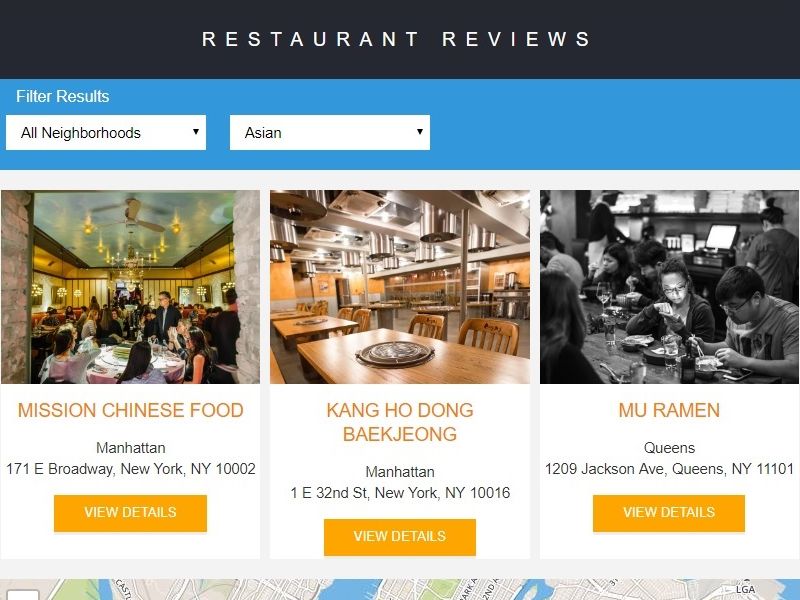 RESTAURANT REVIEWS
Filter Results
All Neighborhoods
Asian
MISSION CHINESE FOOD
Manhattan
171 E Broadway, New York, NY 10002
VIEW DETAILS
KANG HO DONG
BAEKJEONG
Manhattan
1 E 32nd St, New York, NY 10016
VIEW DETAILS
MU RAMEN
Queens
1209 Jackson Ave, Queens, NY 11101
VIEW DETAILS
LGA